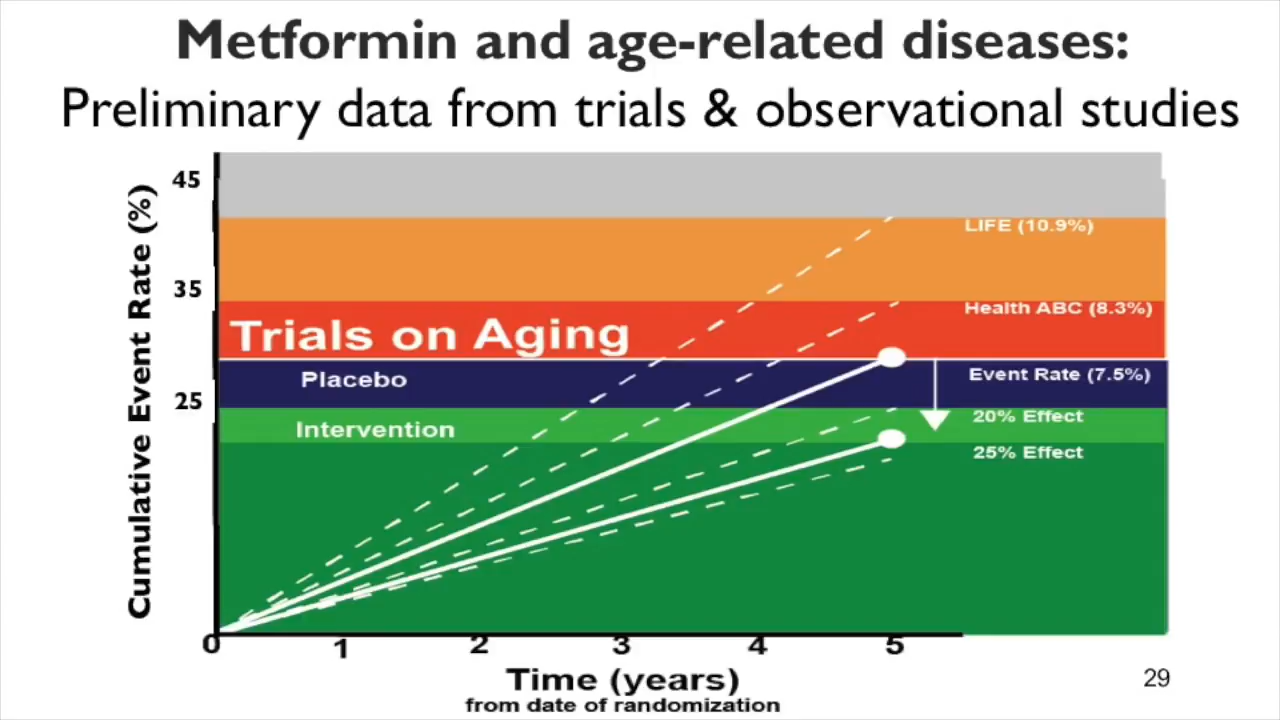 Metformin and age-related diseases:
Preliminary data from trials & observational studies
Cumulative Event Rate (%)
45
35
25
LIFE (10.9%)
Health ABC (8.3%)
Trials on Aging
Placebo
Event Rate (7.5%)
20% Effect
Intervention
25% Effect
0
1
2
3
4
5
Time (years)
from date of randomization
29